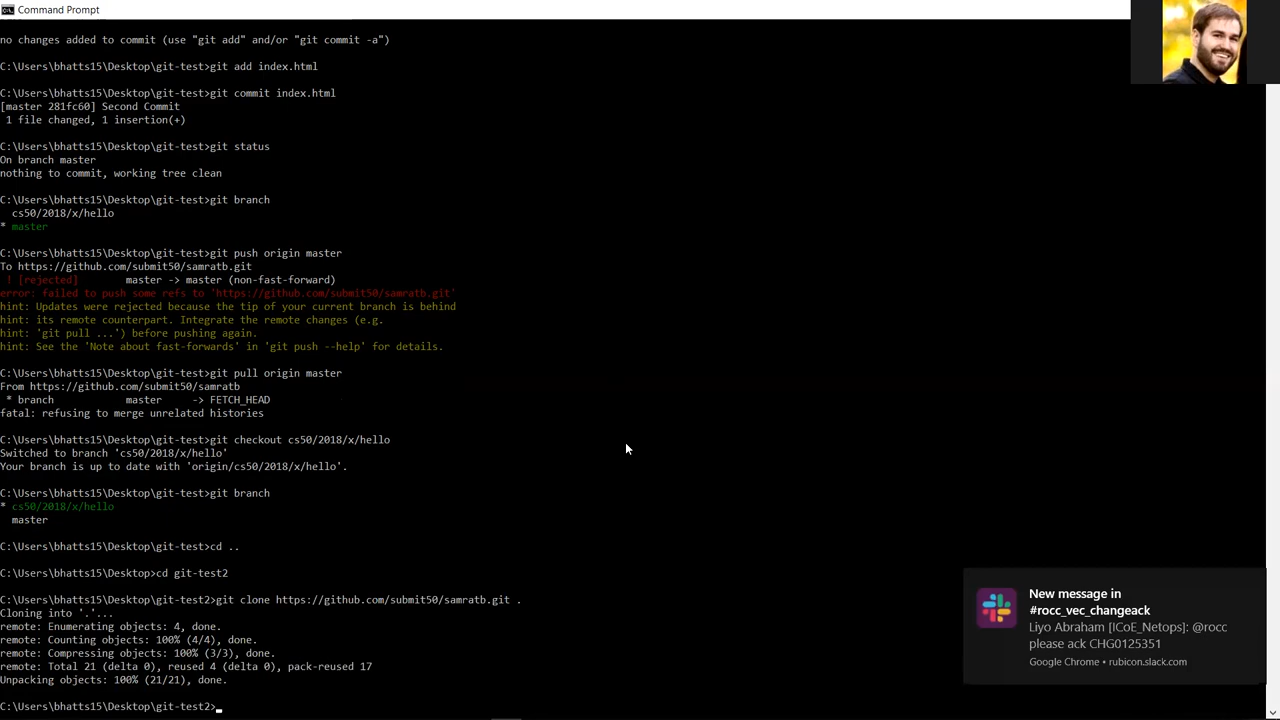 Command Prompt
no changes added to commit (use "git add" and/or "git commit -a")
C:\Users\bhatts15\Desktop\git-test>git add index.html
C:\Users\bhatts15\Desktop\git-test>git commit index.html
[master 281fc60] Second Commit
1 file changed, 1 insertion(+)
C:\Users\bhatts15\Desktop\git-test>git status
On branch master
nothing to commit, working tree clean
C:\Users\bhatts15\Desktop\git-test>git branch
cs50/2018/x/hello
* master
C:\Users\bhatts15\Desktop\git-test>git push origin master
To https://github.com/submit50/samratb.git
! [rejected]        master -> master (non-fast-forward)
error: failed to push some refs to 'https://github.com/submit50/samratb.git'
hint: Updates were rejected because the tip of your current branch is behind
hint: its remote counterpart. Integrate the remote changes (e.g.
hint: 'git pull ...') before pushing again.
hint: See the 'Note about fast-forwards' in 'git push --help' for details.
C:\Users\bhatts15\Desktop\git-test>git pull origin master
From https://github.com/submit50/samratb
* branch            master     -> FETCH_HEAD
fatal: refusing to merge unrelated histories
C:\Users\bhatts15\Desktop\git-test>git checkout cs50/2018/x/hello
Switched to branch 'cs50/2018/x/hello'
Your branch is up to date with 'origin/cs50/2018/x/hello'.
C:\Users\bhatts15\Desktop\git-test>git branch
* cs50/2018/x/hello
master
C:\Users\bhatts15\Desktop\git-test>cd ..
C:\Users\bhatts15\Desktop>cd git-test2
C:\Users\bhatts15\Desktop\git-test2>git clone https://github.com/submit50/samratb.git .
Cloning into '.'...
remote: Enumerating objects: 4, done.
remote: Counting objects: 100% (4/4), done.
remote: Compressing objects: 100% (3/3), done.
remote: Total 21 (delta 0), reused 4 (delta 0), pack-reused 17
Unpacking objects: 100% (21/21), done.
C:\Users\bhatts15\Desktop\git-test2>
New message in
#rocc_vec_changeack
Liyo Abraham [ICoE_Netops]: @rocc
please ack CHG0125351
Google Chrome • rubicon.slack.com